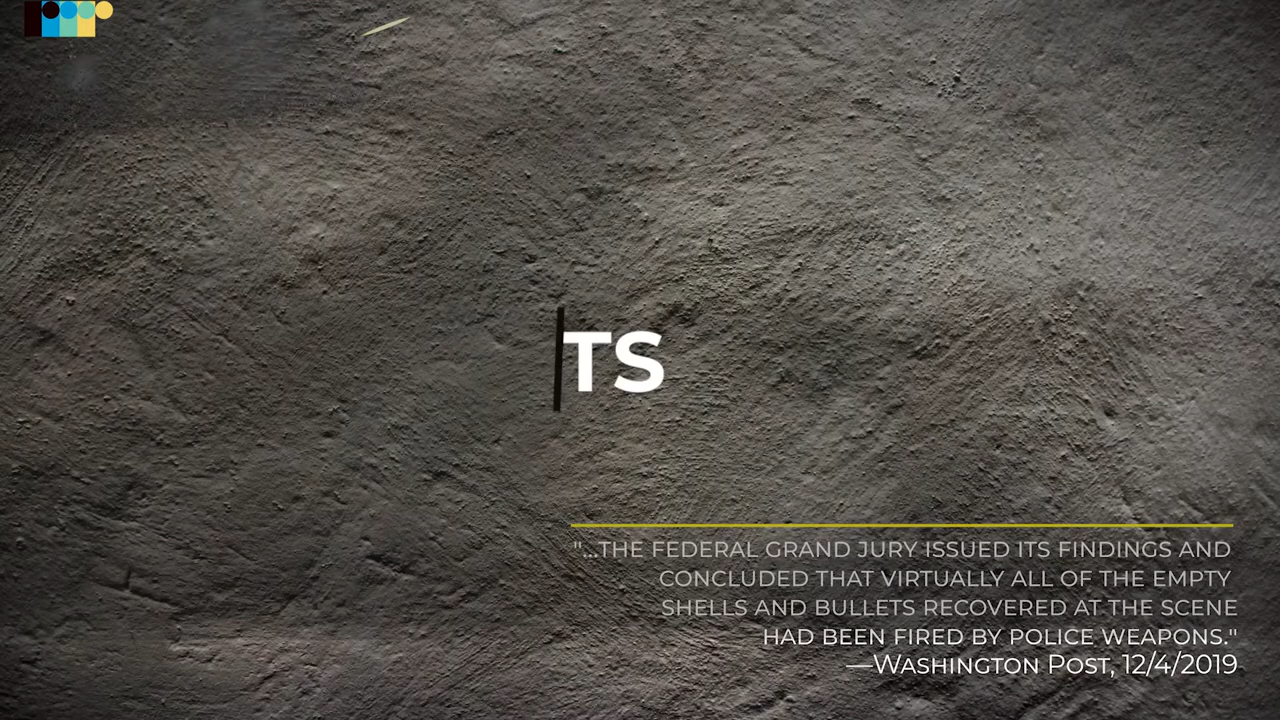 TS
"...THE FEDERAL GRAND JURY ISSUED ITS FINDINGS AND
CONCLUDED THAT VIRTUALLY ALL OF THE EMPTY
SHELLS AND BULLETS RECOVERED AT THE SCENE
HAD BEEN FIRED BY POLICE WEAPONS."
—WASHINGTON POST, 12/4/2019